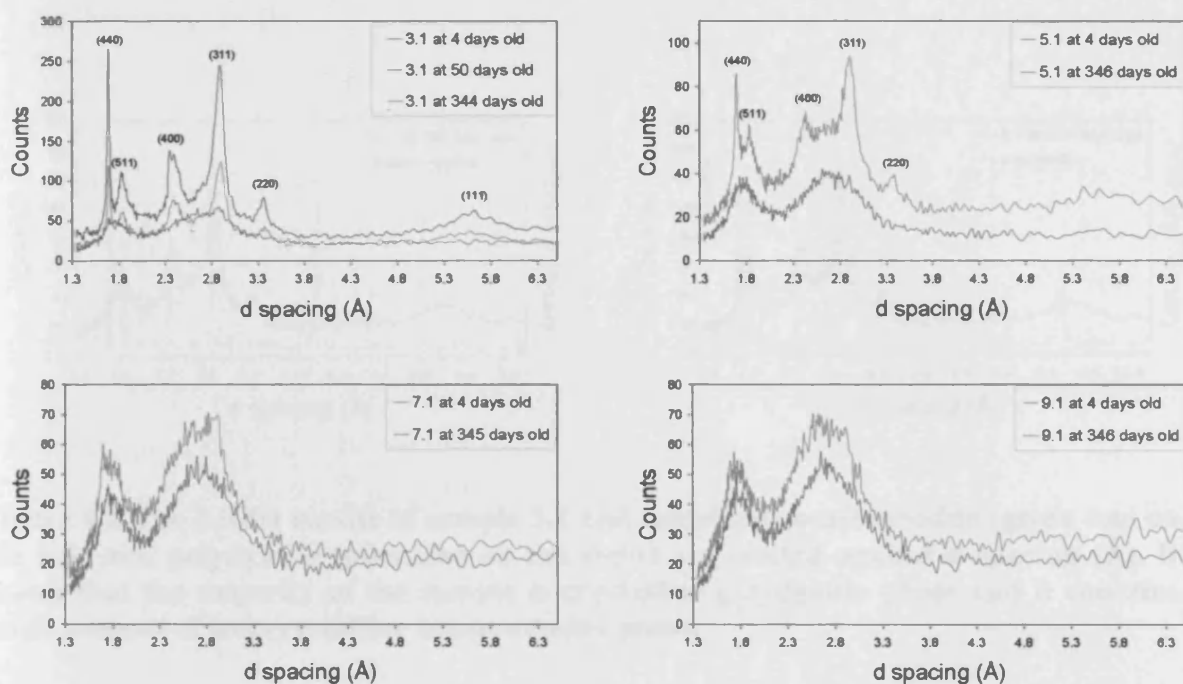 300
250
200
150
100
50
0
Counts
(440)
(511)
(400)
(311)
(220)
(111)
3.1 at 4 days old
3.1 at 50 days old
3.1 at 344 days old
1.3 1.8 2.3 2.8 3.4 3.8 4.3 4.8 5.3 5.8 6.3
d spacing (Å)
100
80
60
40
20
0
Counts
(440)
(511)
(400)
(311)
(220)
5.1 at 4 days old
5.1 at 346 days old
1.3 1.8 2.3 2.8 3.3 3.8 4.3 4.8 5.3 5.8 6.3
d spacing (Å)
80
70
60
50
40
30
20
10
0
Counts
7.1 at 4 days old
7.1 at 345 days old
1.3 1.8 2.3 2.8 3.3 3.8 4.3 4.8 5.3 5.8 6.3
d spacing (Å)
80
70
60
50
40
30
20
10
0
Counts
9.1 at 4 days old
9.1 at 346 days old
1.3 1.8 2.3 2.8 3.3 3.8 4.3 4.8 5.3 5.8 6.3
d spacing (Å)